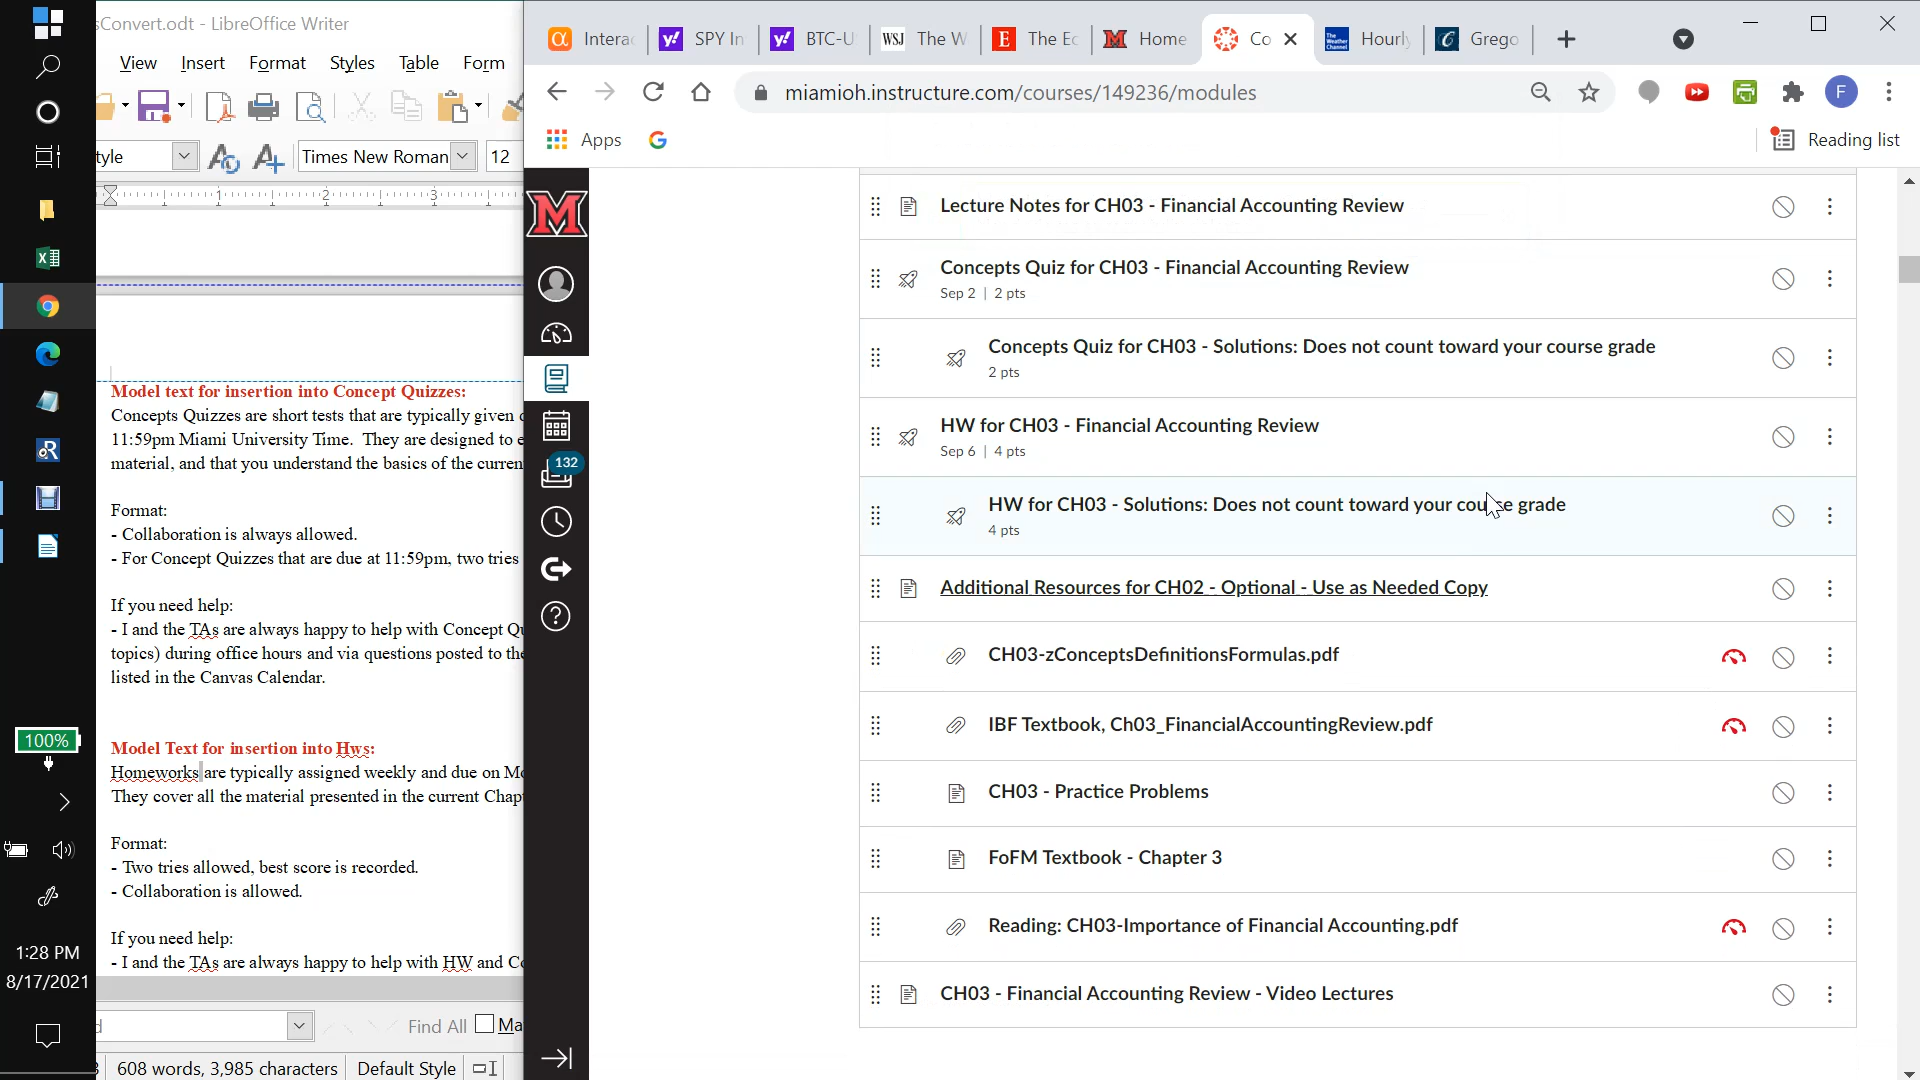 sConvert.odt - LibreOffice Writer
View Insert Format Styles Table Form
tyle Times New Roman 12
1 2 3
Model text for insertion into Concept Quizzes:
Concepts Quizzes are short tests that are typically given
11:59pm Miami University Time. They are designed to e
material, and that you understand the basics of the curren
Format:
- Collaboration is always allowed.
- For Concept Quizzes that are due at 11:59pm, two tries
If you need help:
- I and the TAs are always happy to help with Concept Qu
topics) during office hours and via questions posted to the
listed in the Canvas Calendar.
Model Text for insertion into Hws:
Homeworks are typically assigned weekly and due on Mo
They cover all the material presented in the current Chap
Format:
- Two tries allowed, best score is recorded.
- Collaboration is allowed.
If you need help:
- I and the TAs are always happy to help with HW and Co
d Find All Ma
608 words, 3,985 characters Default Style
100%
1:28 PM
8/17/2021
Intera SPY In BTC-U WSJ The W E The Ec Home Co Hourly Grego
miamioh.instructure.com/courses/149236/modules
F
Apps Reading list
M
132
Lecture Notes for CH03 - Financial Accounting Review
Concepts Quiz for CH03 - Financial Accounting Review
Sep 2 | 2 pts
Concepts Quiz for CH03 - Solutions: Does not count toward your course grade
2 pts
HW for CH03 - Financial Accounting Review
Sep 6 | 4 pts
HW for CH03 - Solutions: Does not count toward your course grade
4 pts
Additional Resources for CH02 - Optional - Use as Needed Copy
CH03-zConceptsDefinitionsFormulas.pdf
IBF Textbook, Ch03_FinancialAccountingReview.pdf
CH03 - Practice Problems
FoFM Textbook - Chapter 3
Reading: CH03-Importance of Financial Accounting.pdf
CH03 - Financial Accounting Review - Video Lectures